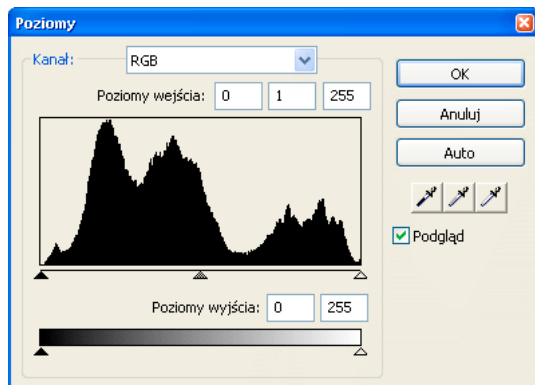 Poziomy
Kanał: RGB
Poziomy wejścia: 0 1 255
OK
Anuluj
Auto
Podgląd
Poziomy wyjścia: 0 255